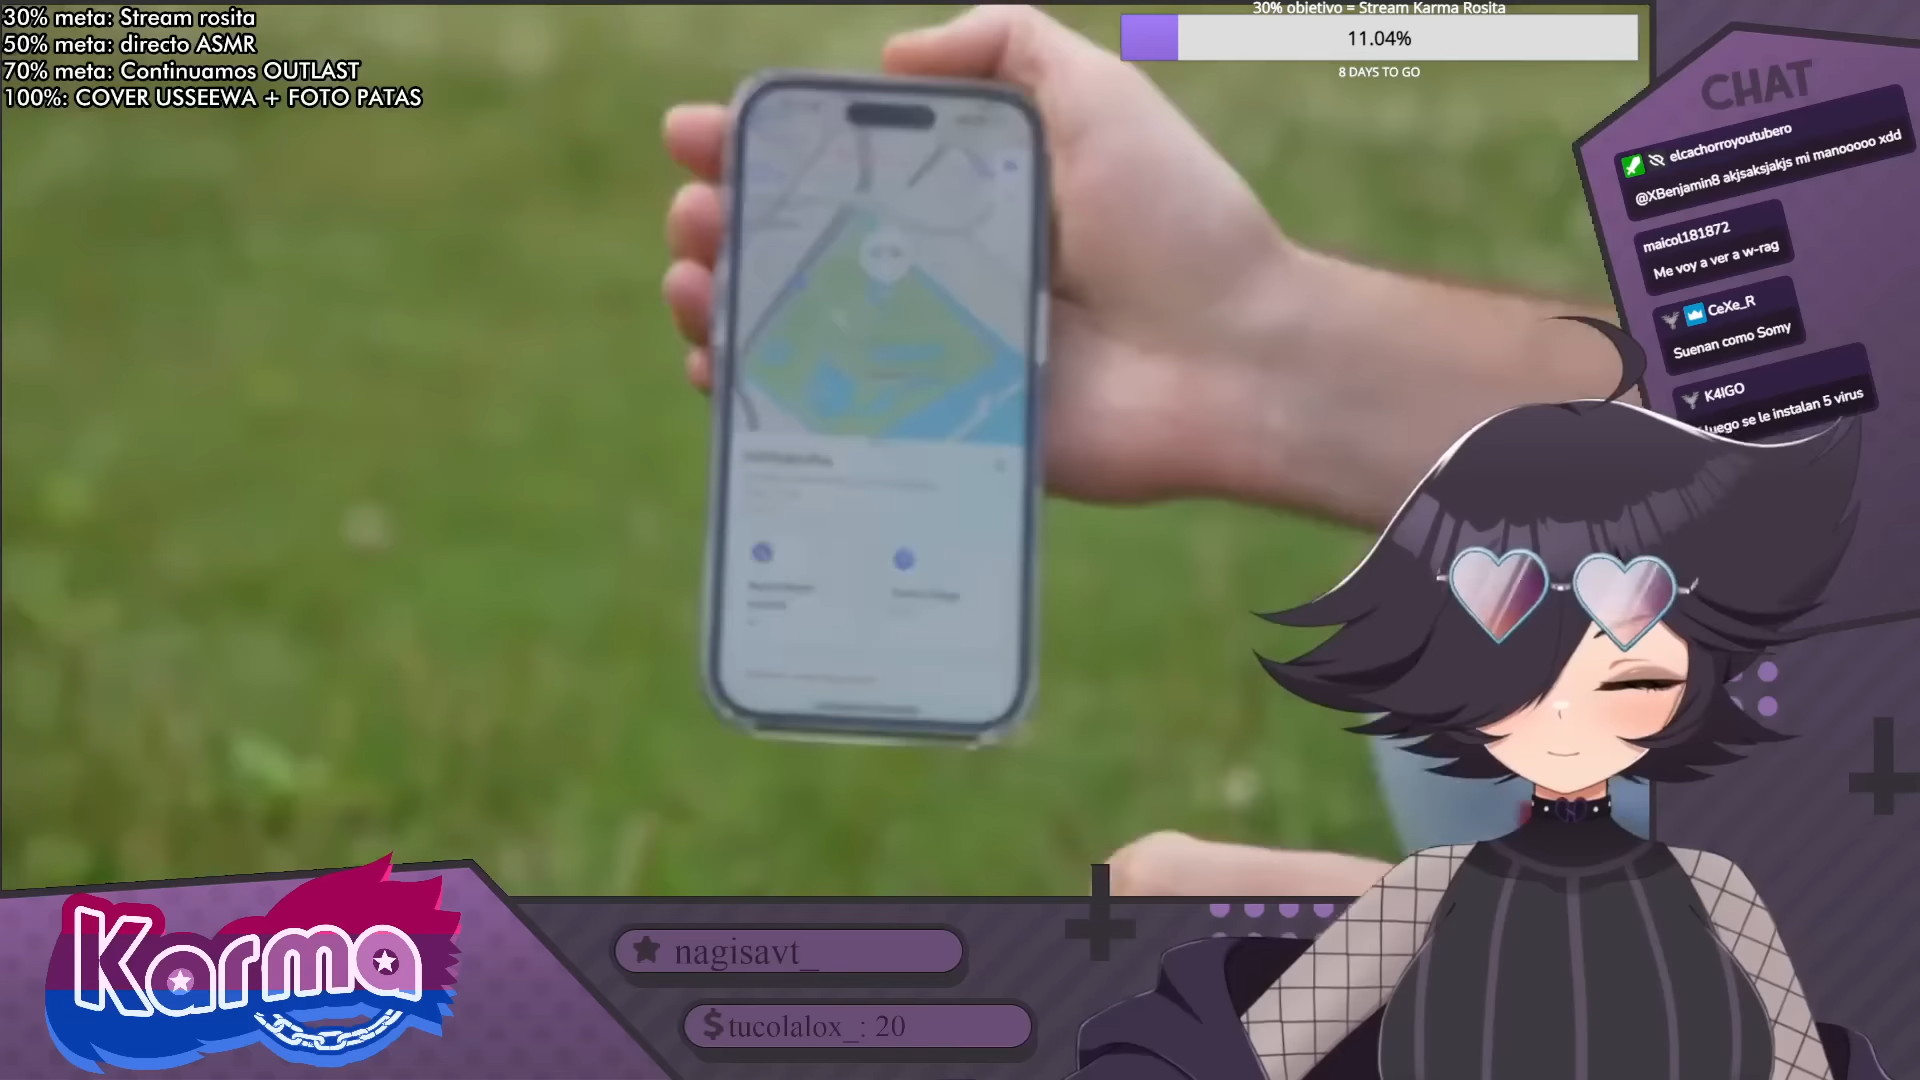 30% meta: Stream rosita
50% meta: directo ASMR
70% meta: Continuamos OUTLAST
100%: COVER USSEEWA + FOTO PATAS
30% objetivo = Stream Karma Rosita
11.04%
8 DAYS TO GO
CHAT
elcachorroyoutubero
@XBenjamin8 akjsaksjakjs mi manooooo xdd
maicol181872
Me voy a ver a w-rag
CeXe_R
Suenan como Somy
K4IGO
luego se le instalan 5 virus
Karma
nagisavt_
$tucolalox_: 20